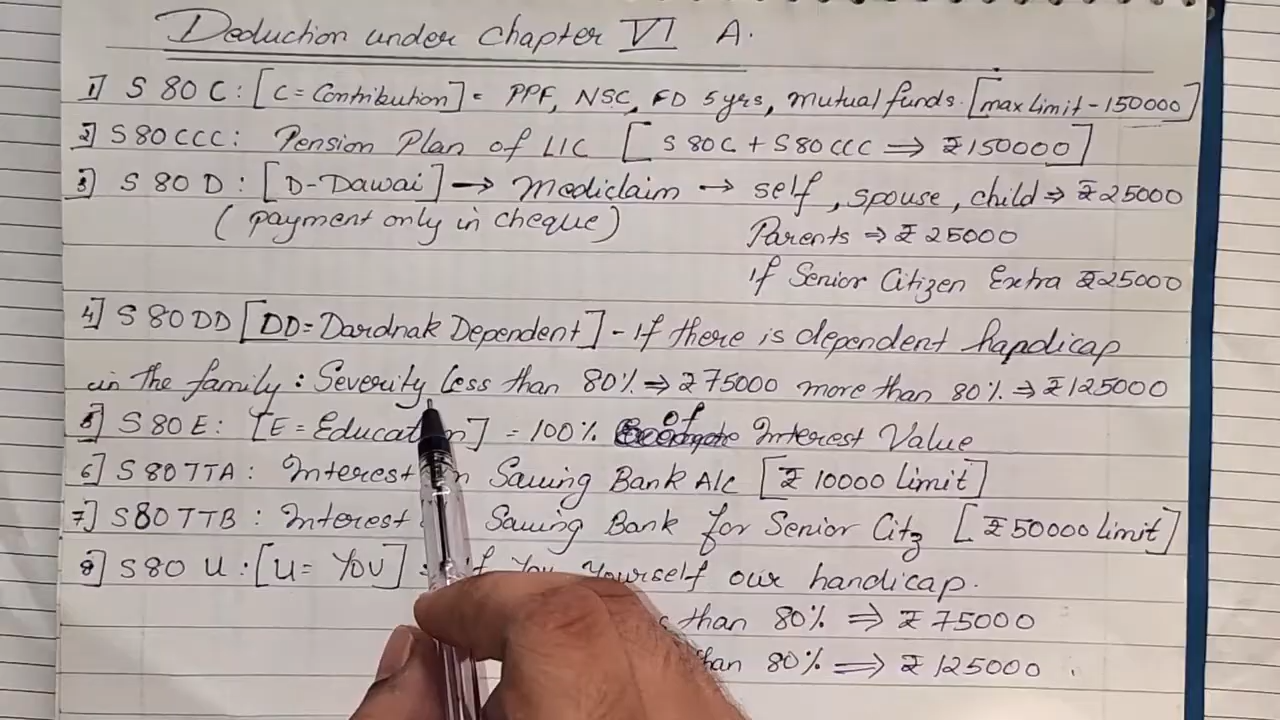 Deduction under chapter VI A.
1] S 80 C : [C = Contribution] = PPF, NSC, FD 5 yrs, mutual funds. [max Limit - 150000]
2] S 80 CCC : Pension Plan of LIC [S 80C + S 80 CCC ⇒ ₹150000]
3] S 80 D : [D-Dawai] → Mediclaim → self, spouse, child ⇒ ₹25000
(payment only in cheque) Parents ⇒ ₹25000
if Senior Citizen Extra ₹25000
4] S 80 DD [DD = Dardnak Dependent] - If there is dependent handicap
in the family : Severity Less than 80% ⇒ ₹75000 more than 80% ⇒ ₹125000
5] S 80 E : [E = Education] = 100% of Interest Value
6] S 80 TTA : Interest Saving Bank A/c [₹10000 limit]
7] S 80 TTB : Interest Saving Bank for Senior Citz [₹50000 limit]
8] S 80 U : [U = YOU] : You Yourself our handicap.
than 80% ⇒ ₹75000
than 80% ⇒ ₹125000.